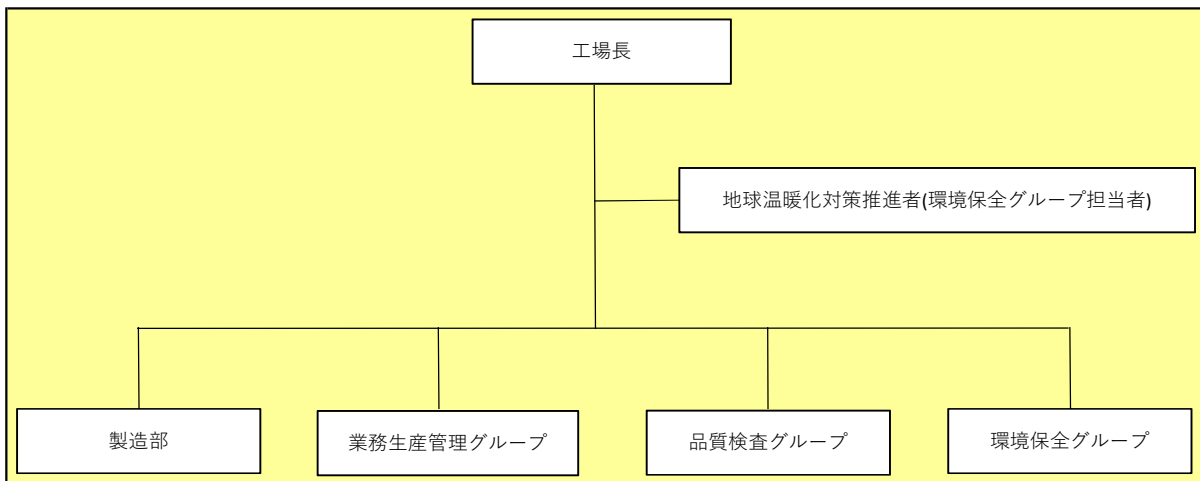 工場長
地球温暖化対策推進者(環境保全グループ担当者)
製造部
業務生産管理グループ
品質検査グループ
環境保全グループ